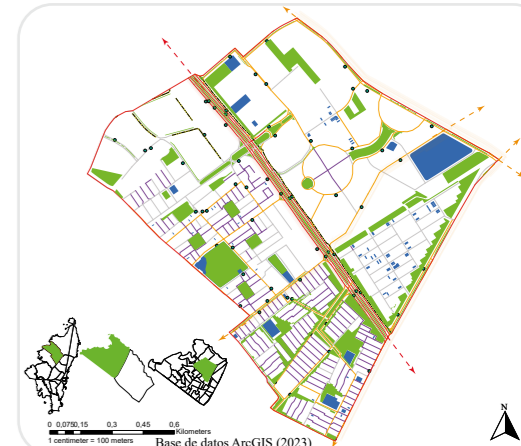 N
0 0,075 0,15 0,3 0,45 0,6
Kilometers
1 centimeter = 100 meters
Base de datos ArcGIS (2023)